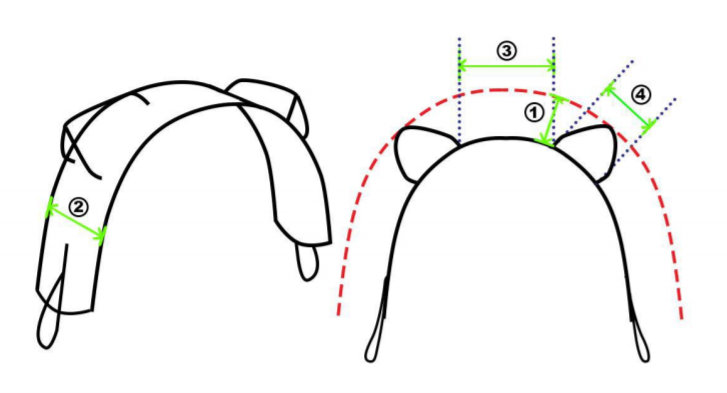 ③
④
①
②